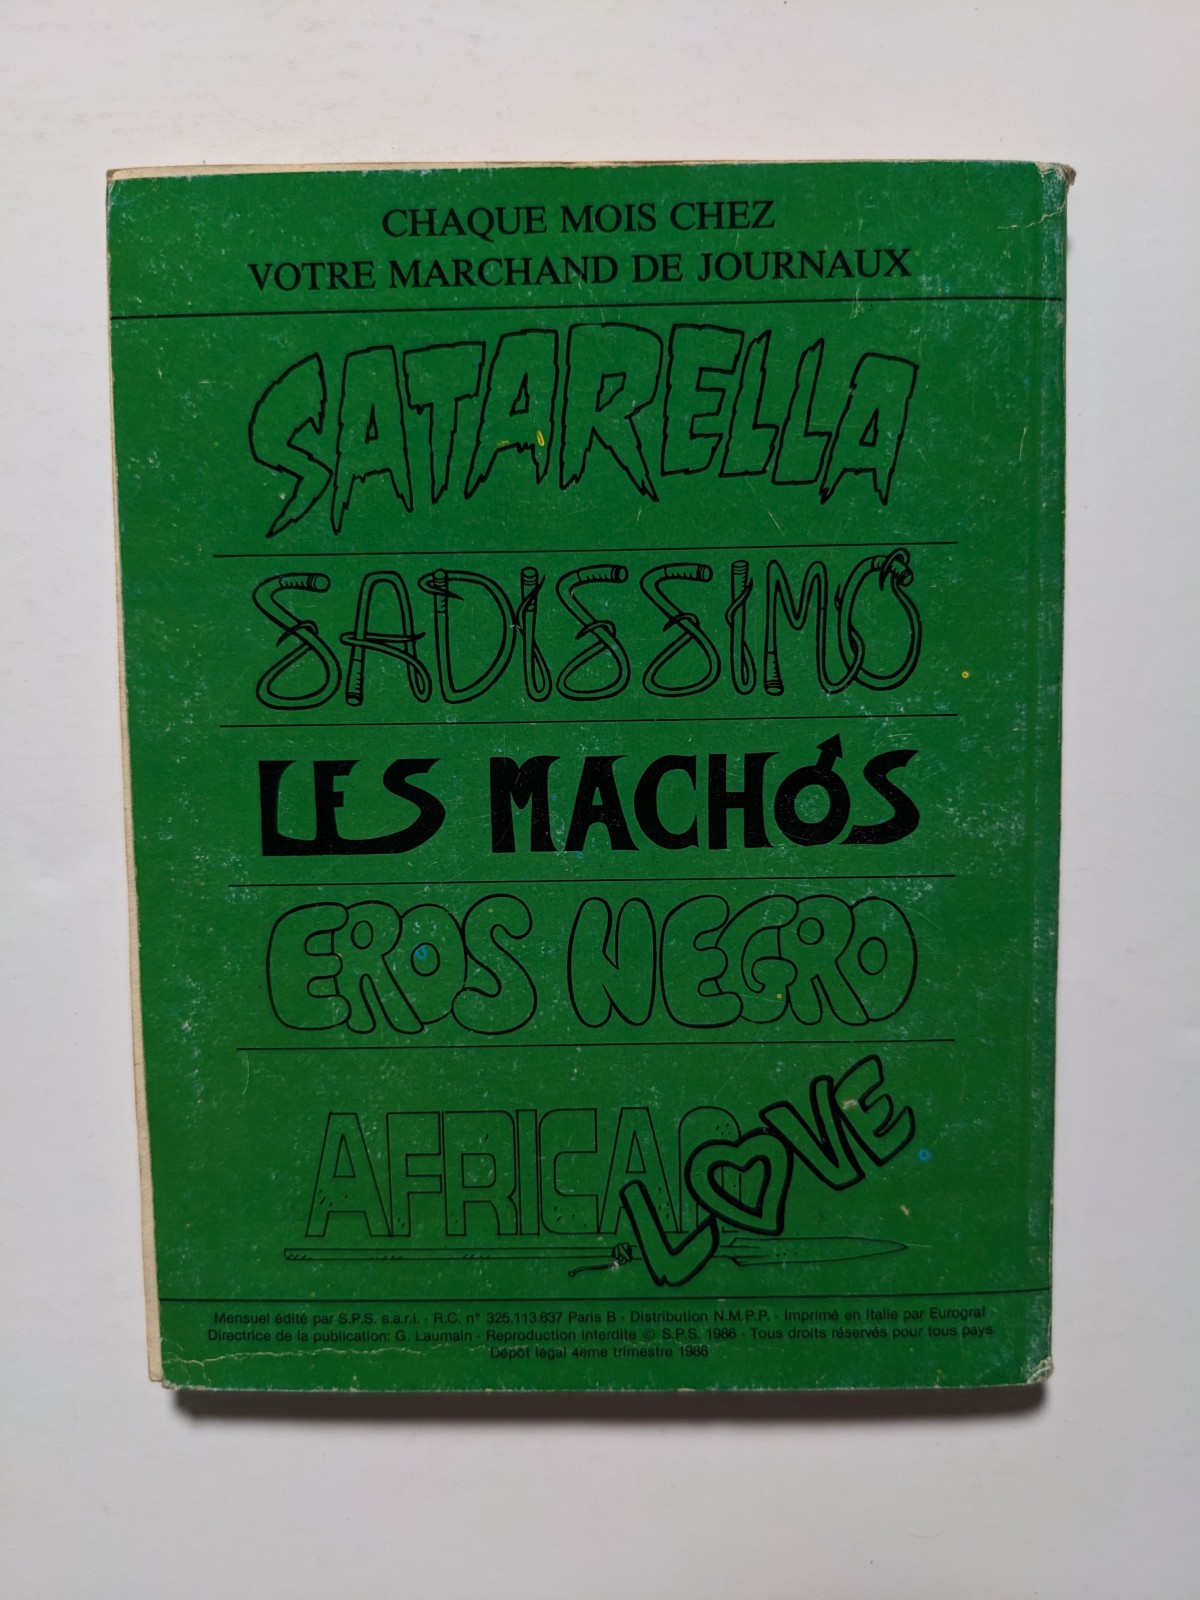 CHAQUE MOIS CHEZ
VOTRE MARCHAND DE JOURNAUX
SATARELLA
SADISSIMO
LES MACHOS
EROS NEGRO
AFRICAN LOVE
Mensuel édité par S.P.S. s.a.r.l. - R.C. n° 325.113.637 Paris B - Distribution N.M.P.P. - Imprimé en Italie par Eurograf
Directrice de la publication: G. Laumain - Reproduction interdite © S.P.S. 1986 - Tous droits réservés pour tous pays
Dépôt légal 4eme trimestre 1986